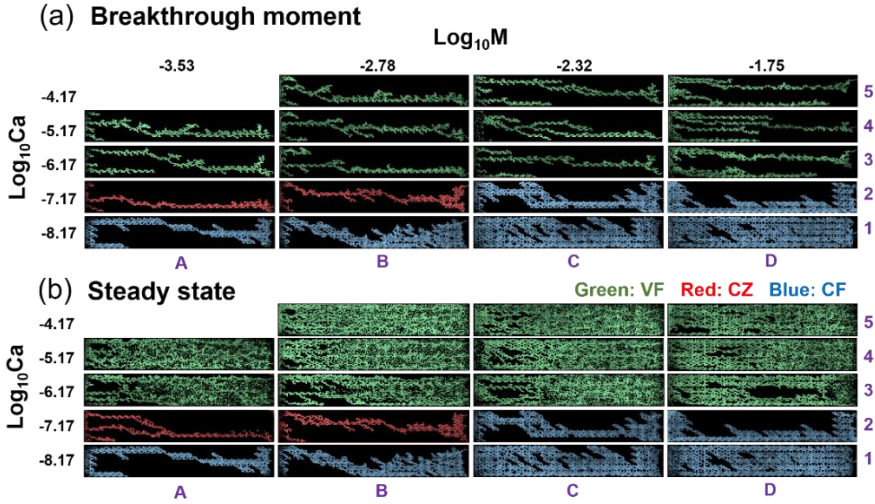 (a) Breakthrough moment
Log10M
-3.53 -2.78 -2.32 -1.75
Log10Ca
-4.17 5
-5.17 4
-6.17 3
-7.17 2
-8.17 1
A B C D
(b) Steady state Green: VF Red: CZ Blue: CF
Log10Ca
-4.17 5
-5.17 4
-6.17 3
-7.17 2
-8.17 1
A B C D